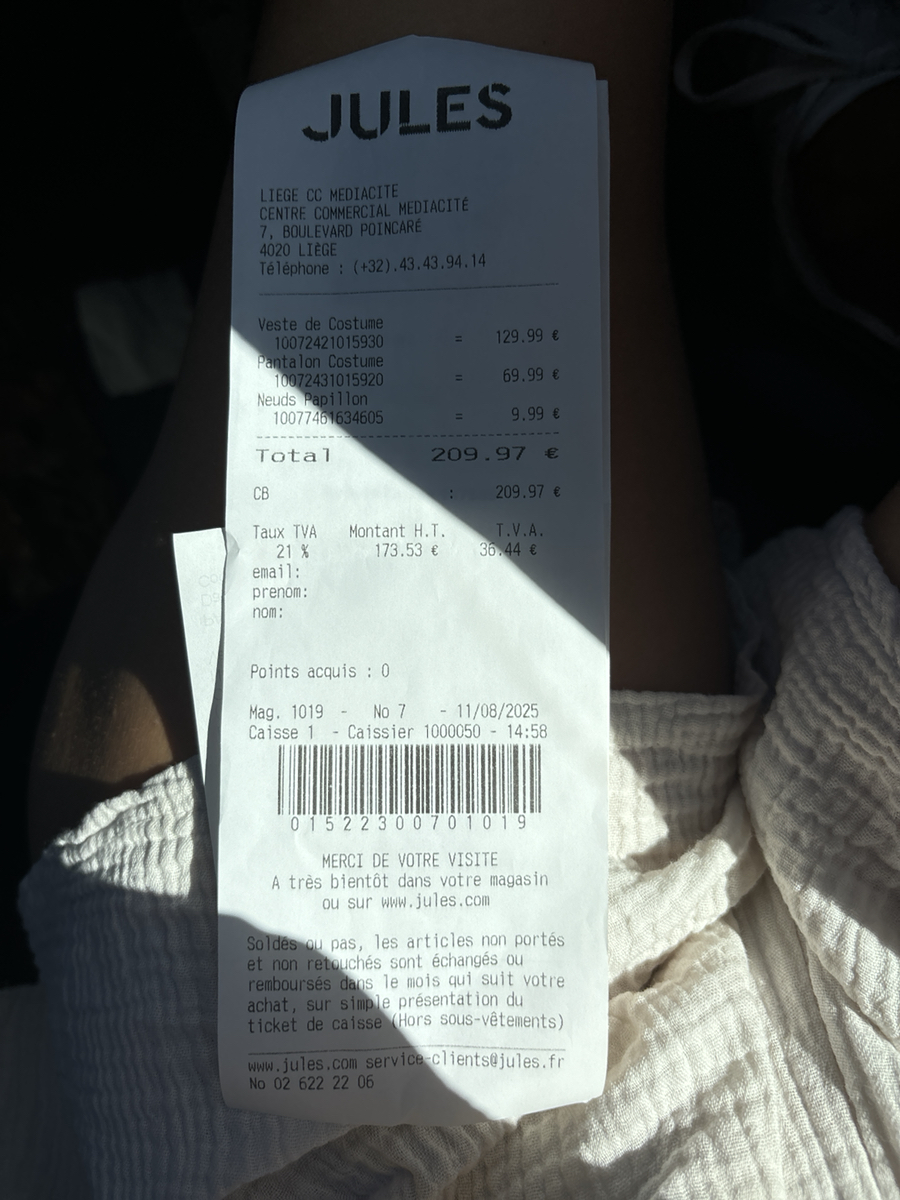 JULES
LIEGE CC MEDIACITE
CENTRE COMMERCIAL MEDIACITÉ
7, BOULEVARD POINCARÉ
4020 LIÈGE
Téléphone : (+32).43.43.94.14
Veste de Costume
10072421015930 = 129.99 €
Pantalon Costume
10072431015920 = 69.99 €
Neuds Papillon
10077461634605 = 9.99 €
Total 209.97 €
CB : 209.97 €
Taux TVA Montant H.T. T.V.A.
21 % 173.53 € 36.44 €
email:
prenom:
nom:
Points acquis : 0
Mag. 1019 - No 7 - 11/08/2025
Caisse 1 - Caissier 1000050 - 14:58
01522300701019
MERCI DE VOTRE VISITE
A très bientôt dans votre magasin
ou sur www.jules.com
Soldés ou pas, les articles non portés
et non retouchés sont échangés ou
remboursés dans le mois qui suit votre
achat, sur simple présentation du
ticket de caisse (Hors sous-vêtements)
www.jules.com service-clients@jules.fr
No 02 622 22 06